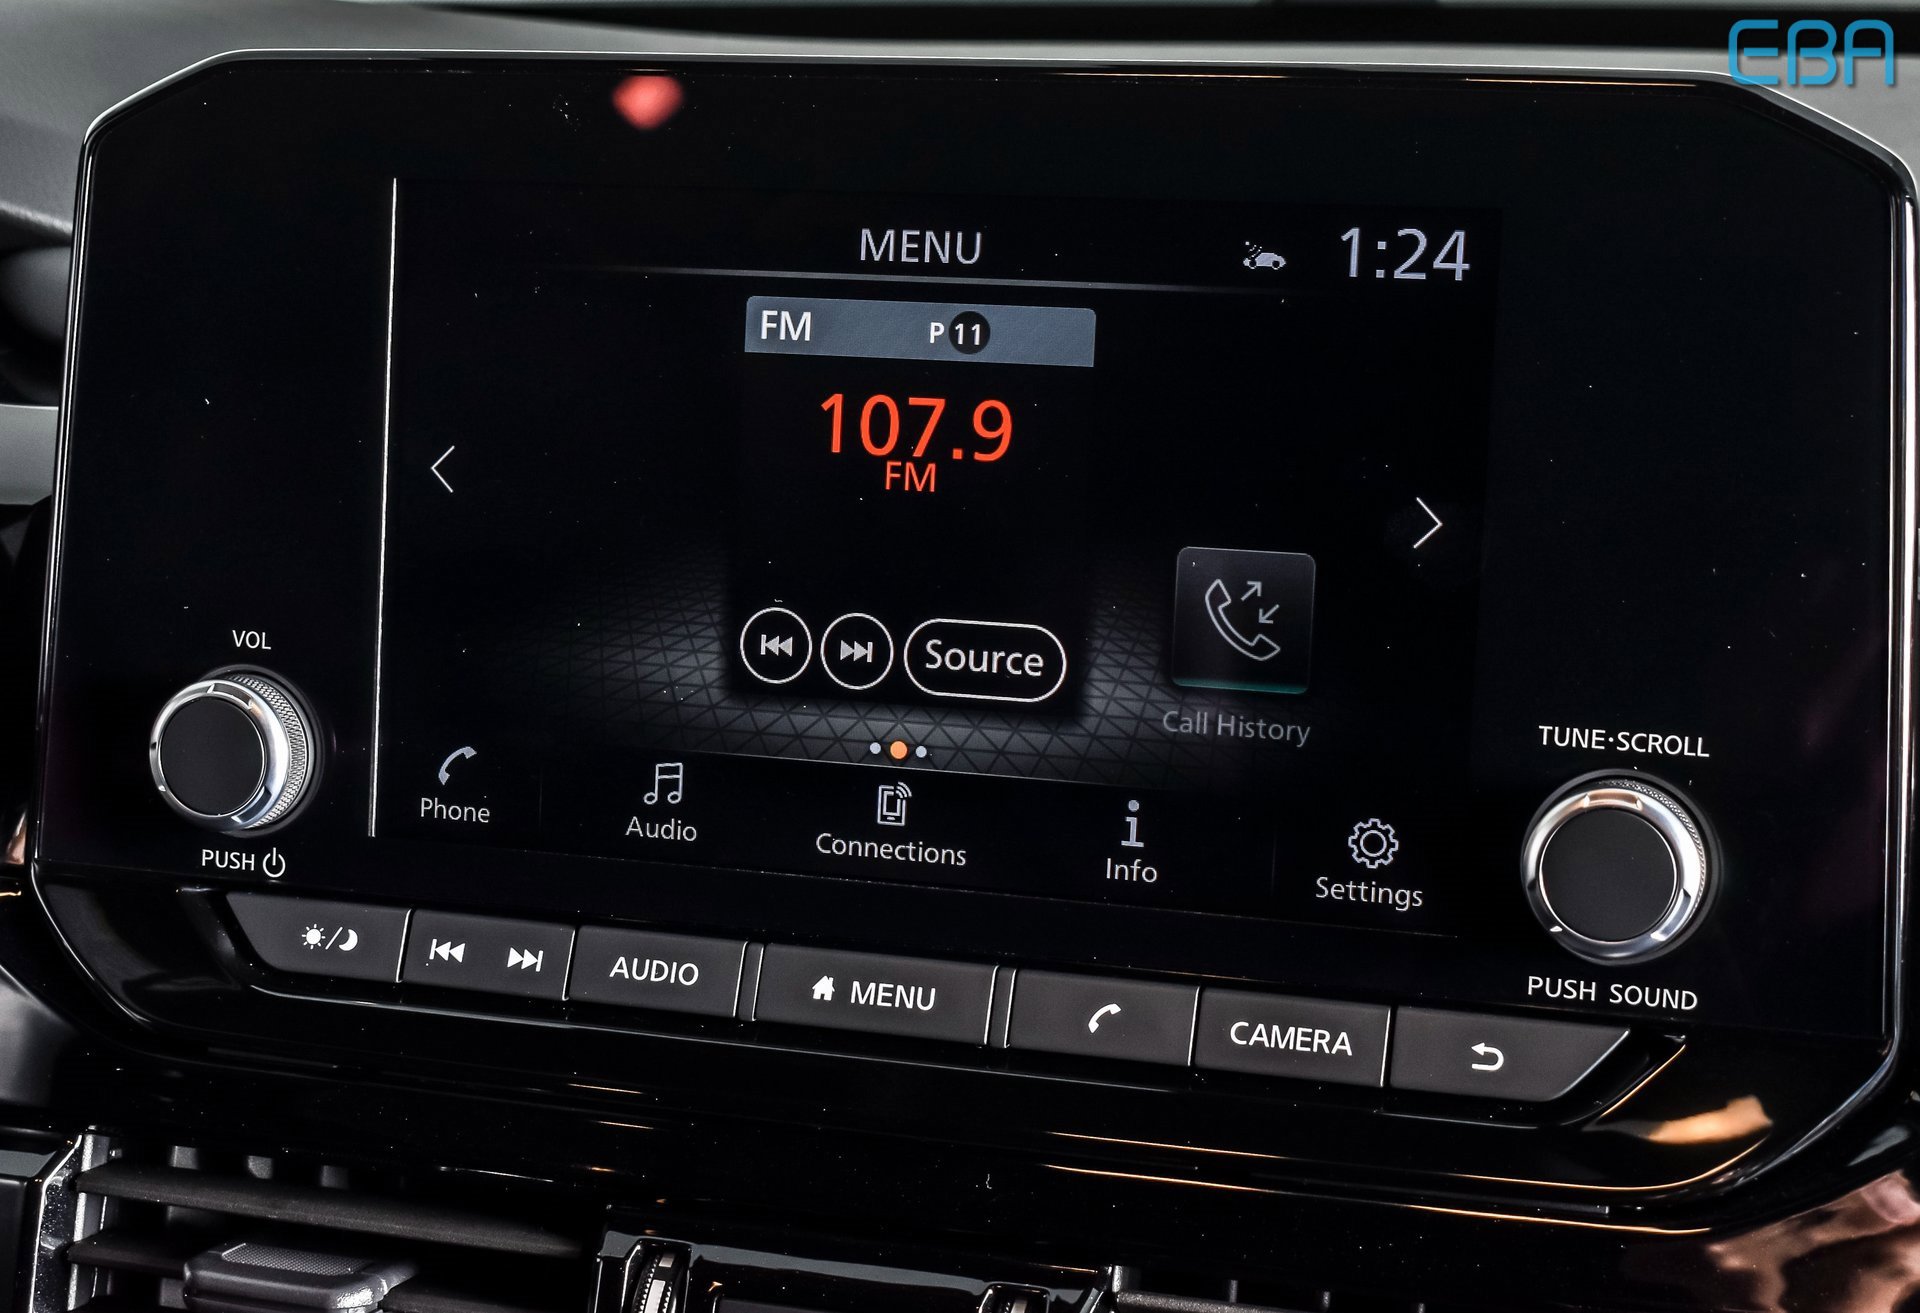 EBA
MENU
1:24
FM P 11
107.9
FM
Source
Call History
VOL
PUSH
TUNE·SCROLL
PUSH SOUND
Phone
Audio
Connections
Info
Settings
AUDIO
MENU
CAMERA